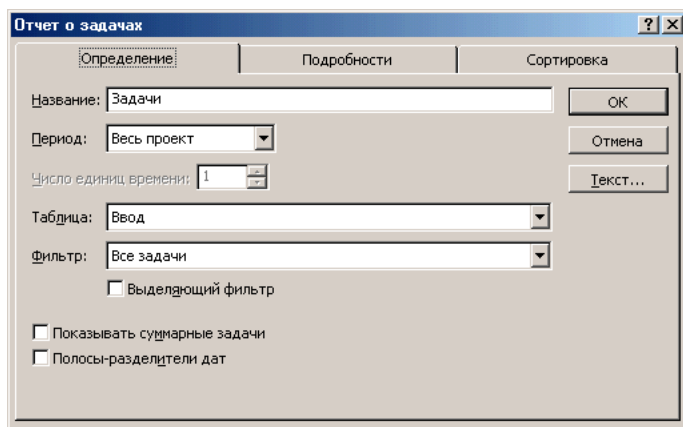 Отчет о задачах
Определение Подробности Сортировка
Название: Задачи ОК
Период: Весь проект Отмена
Число единиц времени: 1 Текст...
Таблица: Ввод
Фильтр: Все задачи
Выделяющий фильтр
Показывать суммарные задачи
Полосы-разделители дат